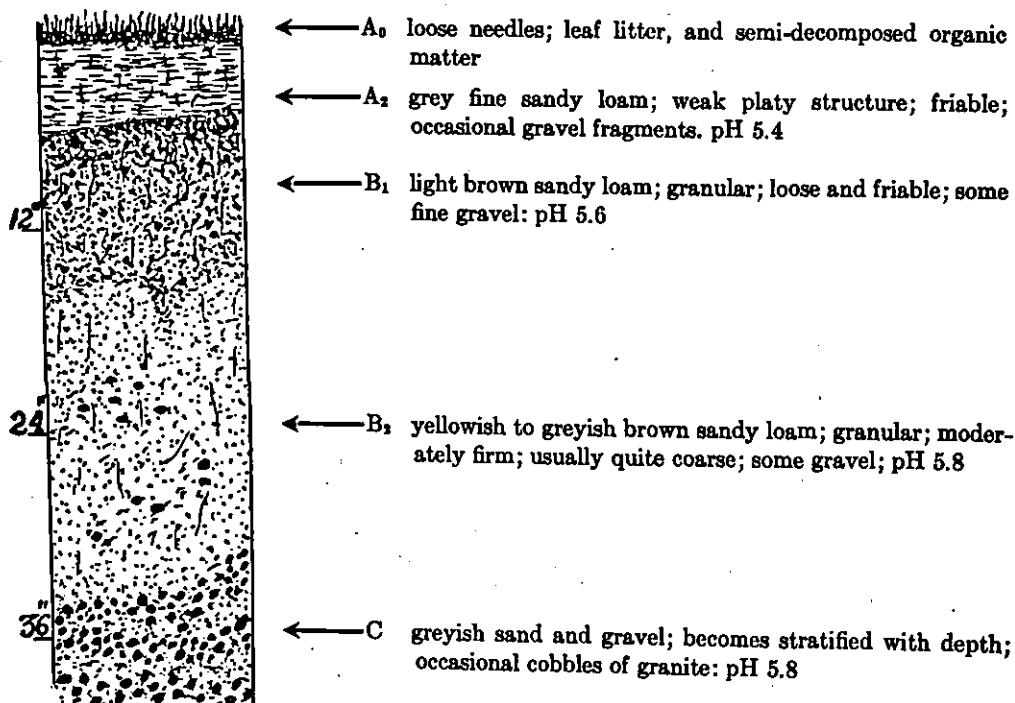 A₀ loose needles; leaf litter, and semi-decomposed organic
matter
A₂ grey fine sandy loam; weak platy structure; friable;
occasional gravel fragments. pH 5.4
B₁ light brown sandy loam; granular; loose and friable; some
fine gravel: pH 5.6
12"
24"
B₂ yellowish to greyish brown sandy loam; granular; moder-
ately firm; usually quite coarse; some gravel; pH 5.8
36"
C greyish sand and gravel; becomes stratified with depth;
occasional cobbles of granite: pH 5.8